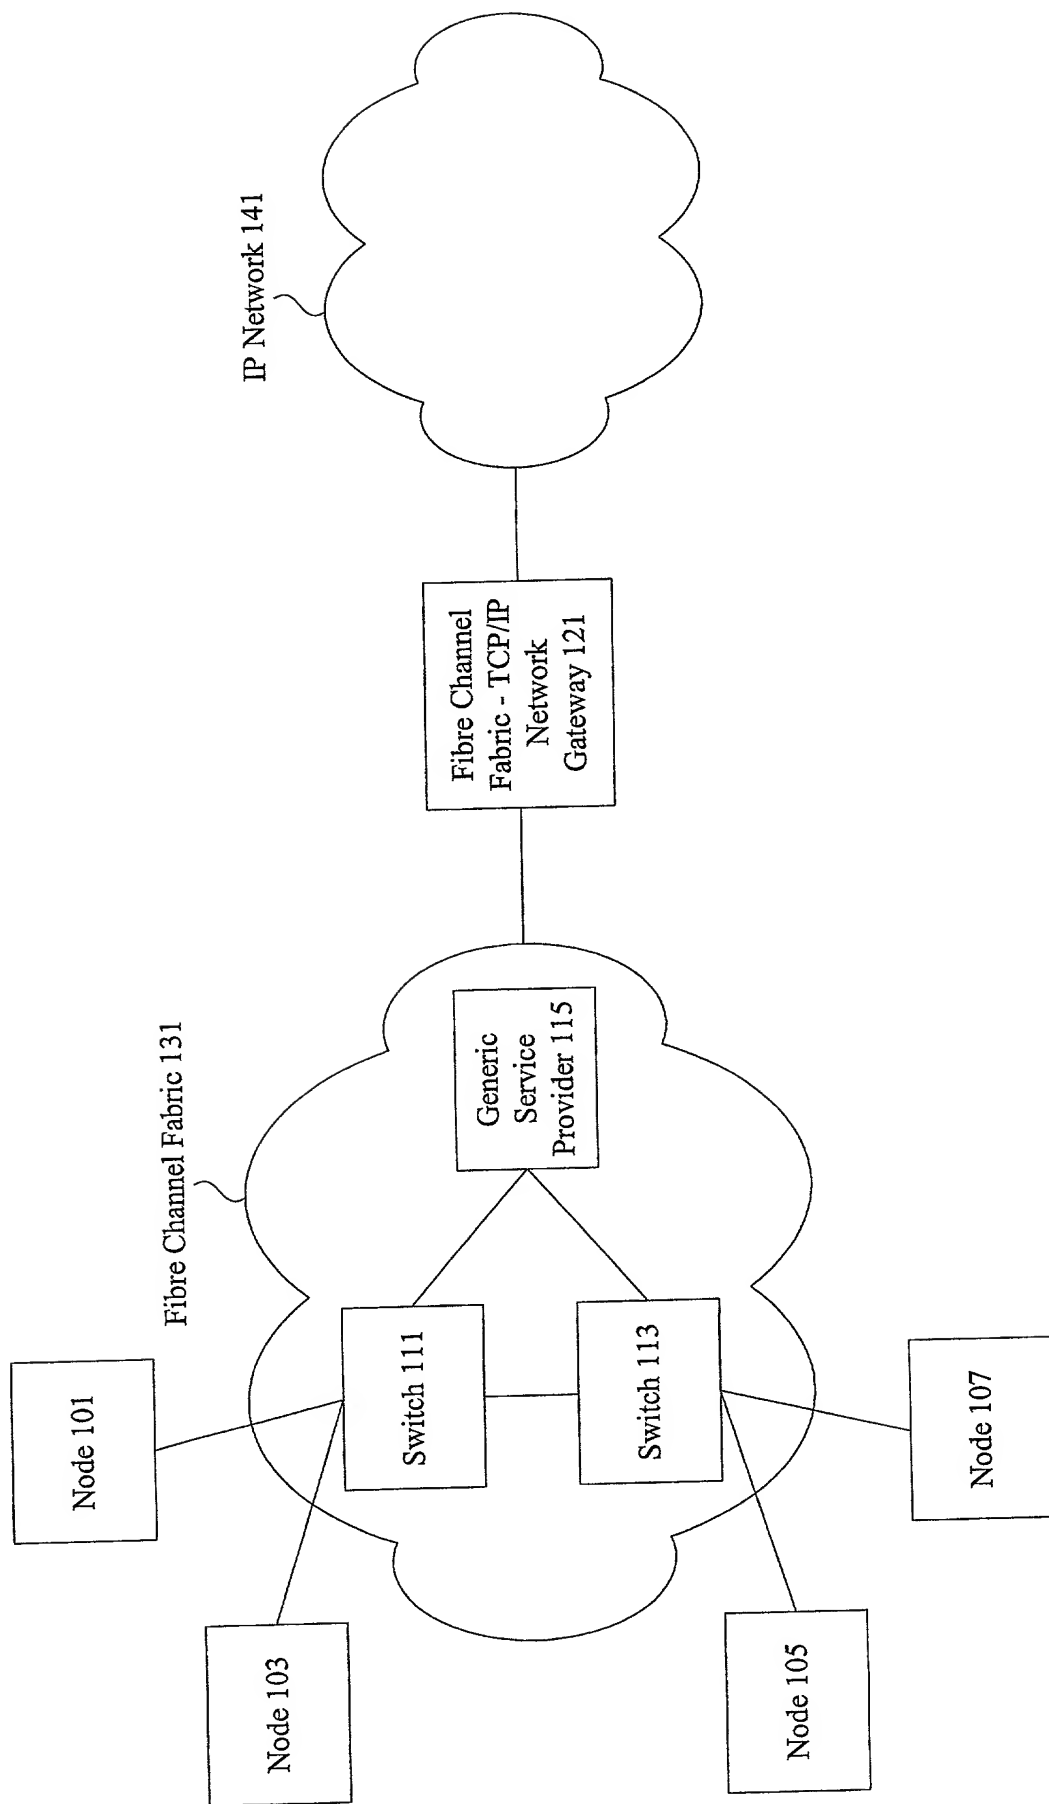 Node 101
Node 103
Fibre Channel Fabric 131
Switch 111
Switch 113
Generic
Service
Provider 115
Node 105
Node 107
Fibre Channel
Fabric - TCP/IP
Network
Gateway 121
IP Network 141